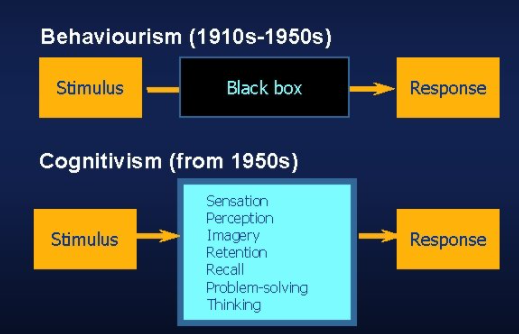 Behaviourism (1910s-1950s)
Stimulus
Black box
Response
Cognitivism (from 1950s)
Stimulus
Sensation
Perception
Imagery
Retention
Recall
Problem-solving
Thinking
Response